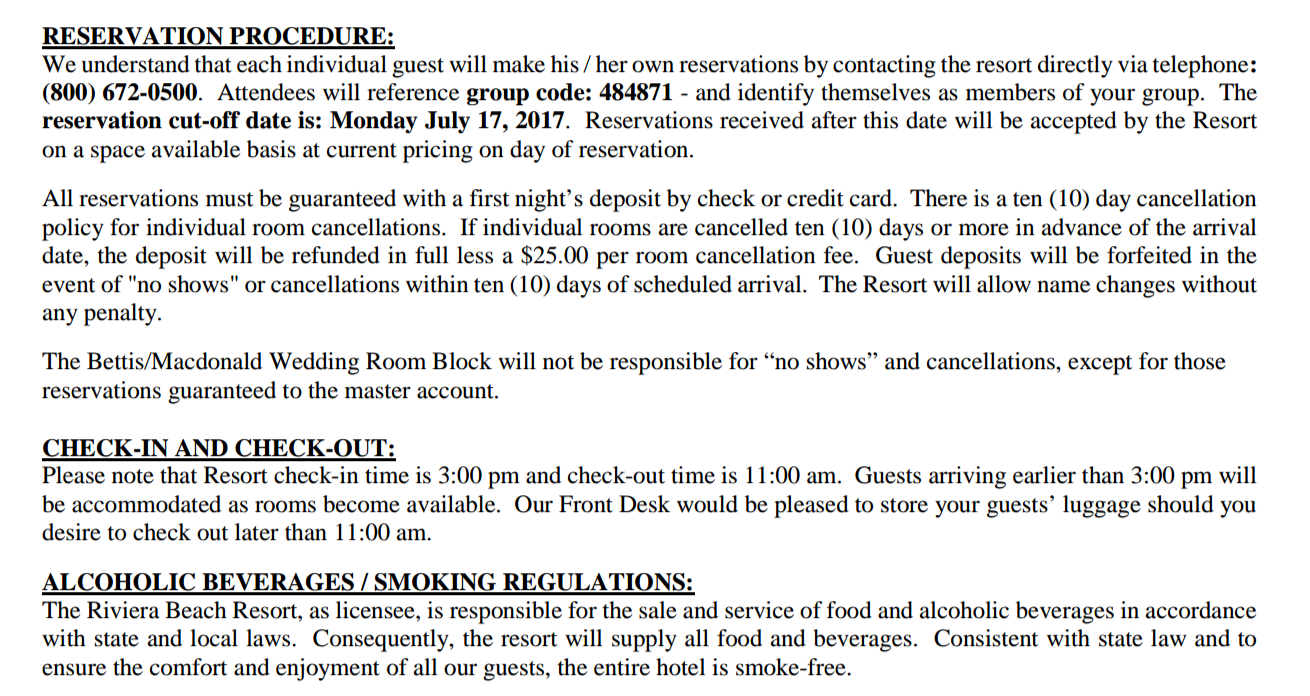 RESERVATION PROCEDURE:
We understand that each individual guest will make his / her own reservations by contacting the resort directly via telephone:
(800) 672-0500.  Attendees will reference group code: 484871 - and identify themselves as members of your group.  The
reservation cut-off date is: Monday July 17, 2017.  Reservations received after this date will be accepted by the Resort
on a space available basis at current pricing on day of reservation.
All reservations must be guaranteed with a first night’s deposit by check or credit card.  There is a ten (10) day cancellation
policy for individual room cancellations.  If individual rooms are cancelled ten (10) days or more in advance of the arrival
date, the deposit will be refunded in full less a $25.00 per room cancellation fee.  Guest deposits will be forfeited in the
event of "no shows" or cancellations within ten (10) days of scheduled arrival.  The Resort will allow name changes without
any penalty.
The Bettis/Macdonald Wedding Room Block will not be responsible for “no shows” and cancellations, except for those
reservations guaranteed to the master account.
CHECK-IN AND CHECK-OUT:
Please note that Resort check-in time is 3:00 pm and check-out time is 11:00 am.  Guests arriving earlier than 3:00 pm will
be accommodated as rooms become available.  Our Front Desk would be pleased to store your guests’ luggage should you
desire to check out later than 11:00 am.
ALCOHOLIC BEVERAGES / SMOKING REGULATIONS:
The Riviera Beach Resort, as licensee, is responsible for the sale and service of food and alcoholic beverages in accordance
with state and local laws.  Consequently, the resort will supply all food and beverages.  Consistent with state law and to
ensure the comfort and enjoyment of all our guests, the entire hotel is smoke-free.